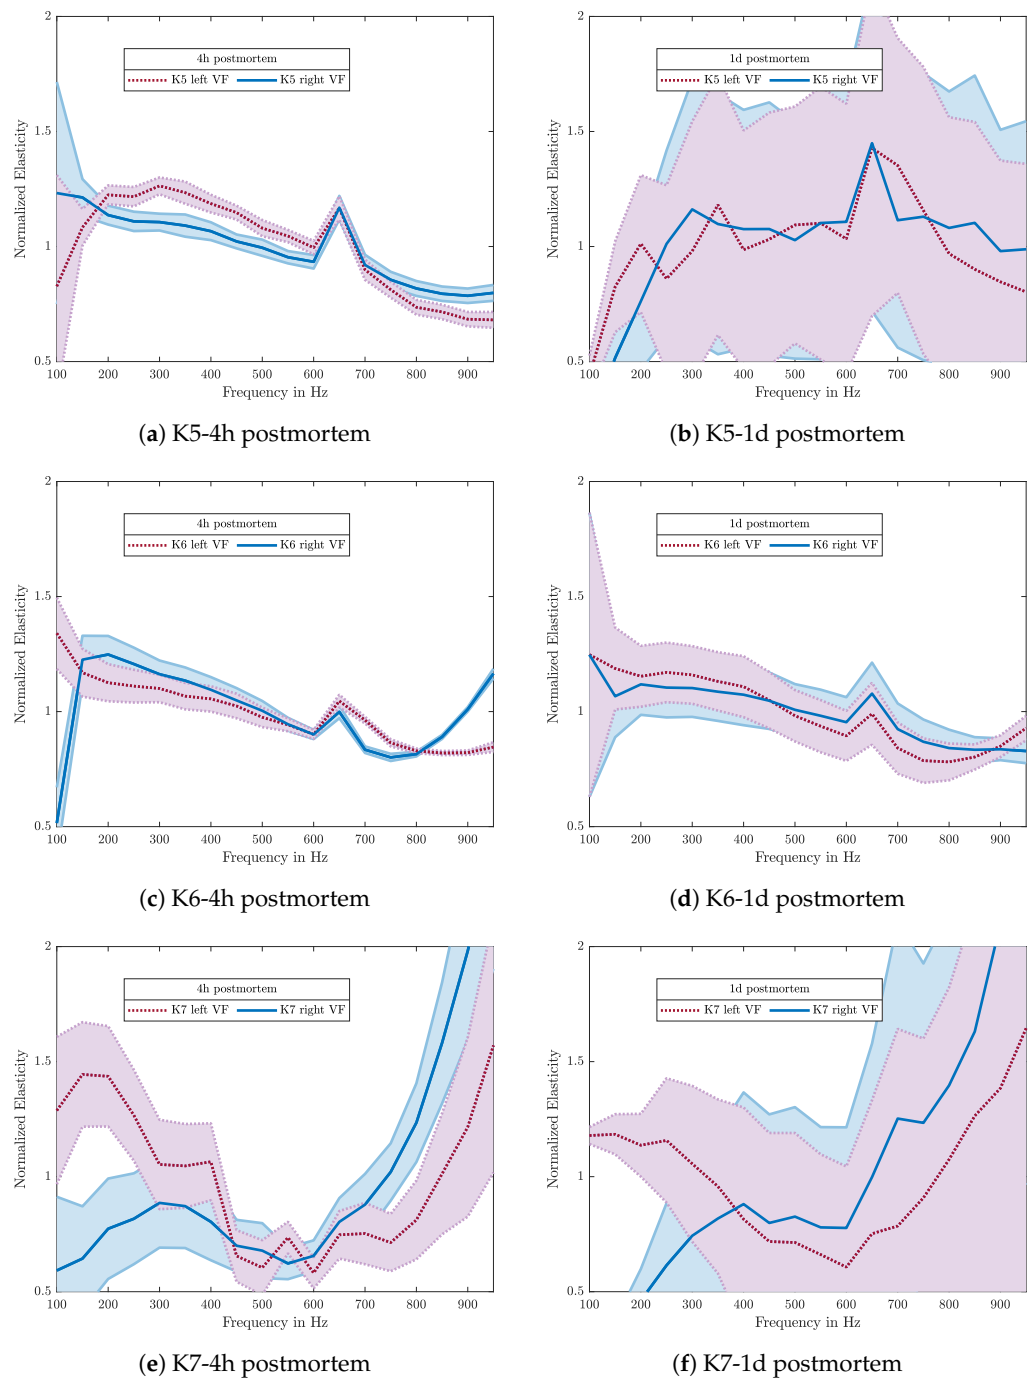 2
1.5
1
0.5
Normalized Elasticity
4h postmortem
K5 left VF K5 right VF
100 200 300 400 500 600 700 800 900
Frequency in Hz
(a) K5-4h postmortem
2
1.5
1
0.5
Normalized Elasticity
1d postmortem
K5 left VF K5 right VF
100 200 300 400 500 600 700 800 900
Frequency in Hz
(b) K5-1d postmortem
2
1.5
1
0.5
Normalized Elasticity
4h postmortem
K6 left VF K6 right VF
100 200 300 400 500 600 700 800 900
Frequency in Hz
(c) K6-4h postmortem
2
1.5
1
0.5
Normalized Elasticity
1d postmortem
K6 left VF K6 right VF
100 200 300 400 500 600 700 800 900
Frequency in Hz
(d) K6-1d postmortem
2
1.5
1
0.5
Normalized Elasticity
4h postmortem
K7 left VF K7 right VF
100 200 300 400 500 600 700 800 900
Frequency in Hz
(e) K7-4h postmortem
2
1.5
1
0.5
Normalized Elasticity
1d postmortem
K7 left VF K7 right VF
100 200 300 400 500 600 700 800 900
Frequency in Hz
(f) K7-1d postmortem